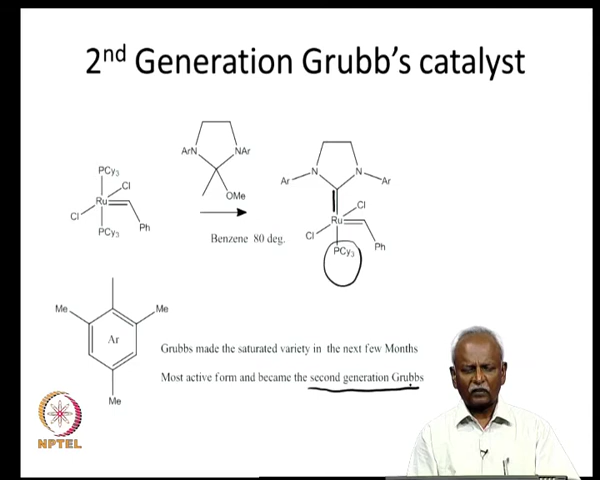 2nd Generation Grubb's catalyst
ArN
NAr
OMe
PCy3
Cl
Ru
Cl
PCy3
Ph
Benzene 80 deg.
N
N
Ar
Ar
Cl
Ru
Cl
PCy3
Ph
Me
Me
Ar
Me
Grubbs made the saturated variety in the next few Months
Most active form and became the second generation Grubbs
NPTEL